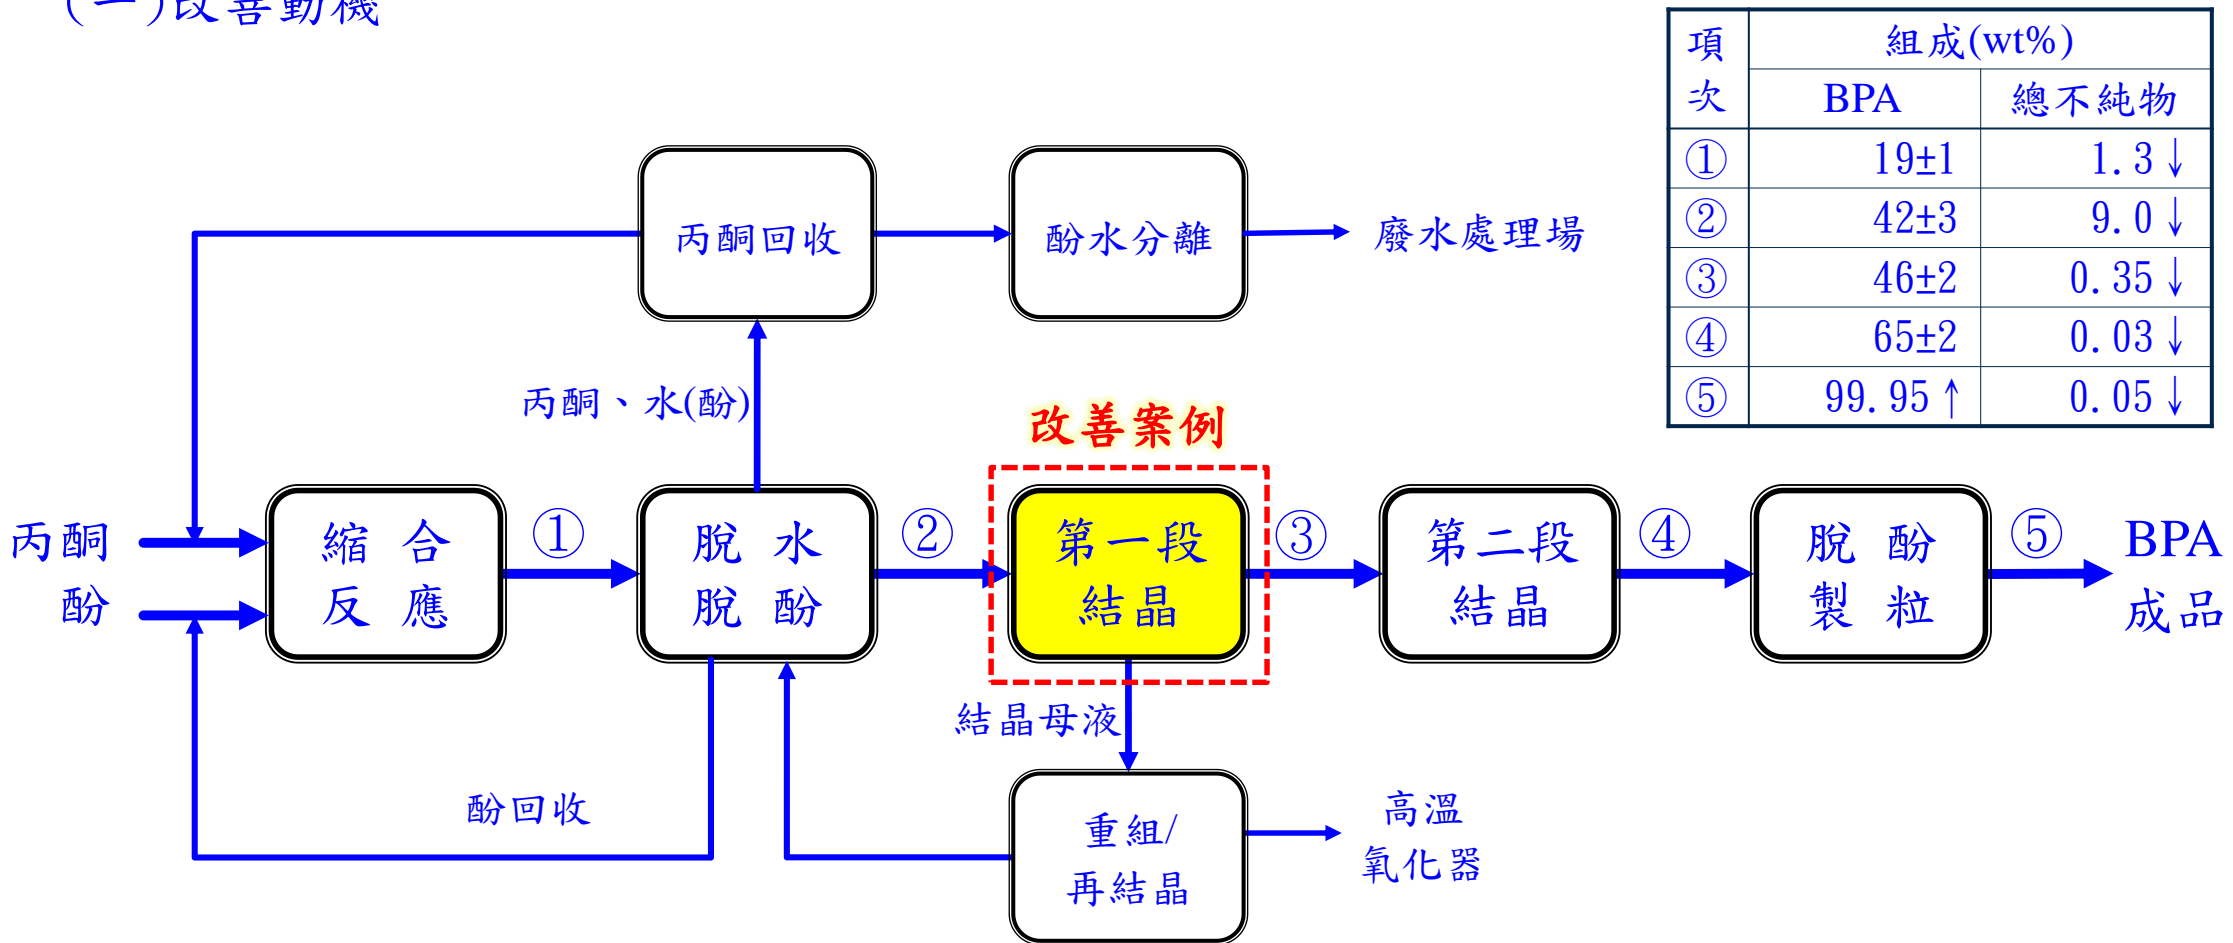 (一)改善動機
項次 組成(wt%)
BPA 總不純物
① 19±1 1.3↓
② 42±3 9.0↓
③ 46±2 0.35↓
④ 65±2 0.03↓
⑤ 99.95↑ 0.05↓
丙酮回收
酚水分離
廢水處理場
丙酮、水(酚)
改善案例
丙酮
酚
縮合
反應
①
脫水
脫酚
②
第一段
結晶
③
第二段
結晶
④
脫酚
製粒
⑤
BPA
成品
結晶母液
酚回收
重組/
再結晶
高溫
氧化器